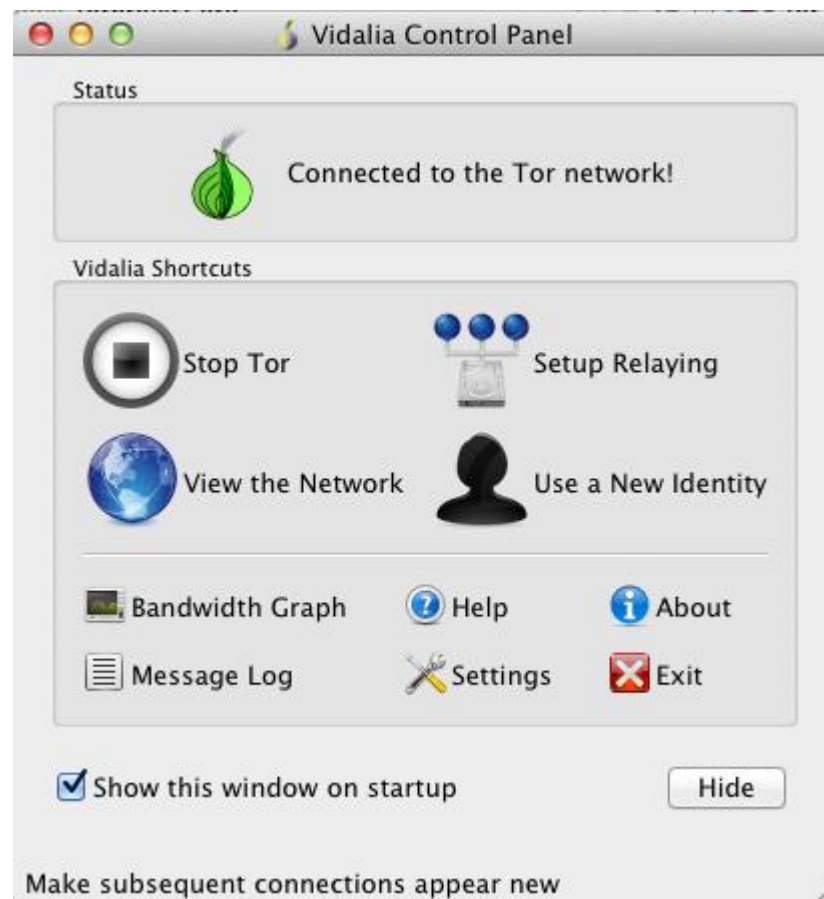 Vidalia Control Panel
Status
Connected to the Tor network!
Vidalia Shortcuts
Stop Tor
Setup Relaying
View the Network
Use a New Identity
Bandwidth Graph
Help
About
Message Log
Settings
Exit
Show this window on startup
Hide
Make subsequent connections appear new